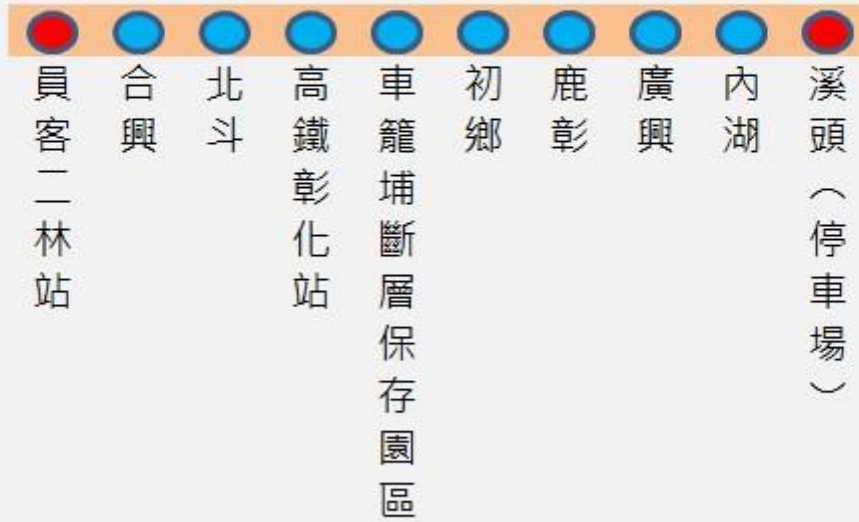 員客二林站
合興
北斗
高鐵彰化站
車籠埔斷層保存園區
初鄉
鹿彰
廣興
內湖
溪頭（停車場）